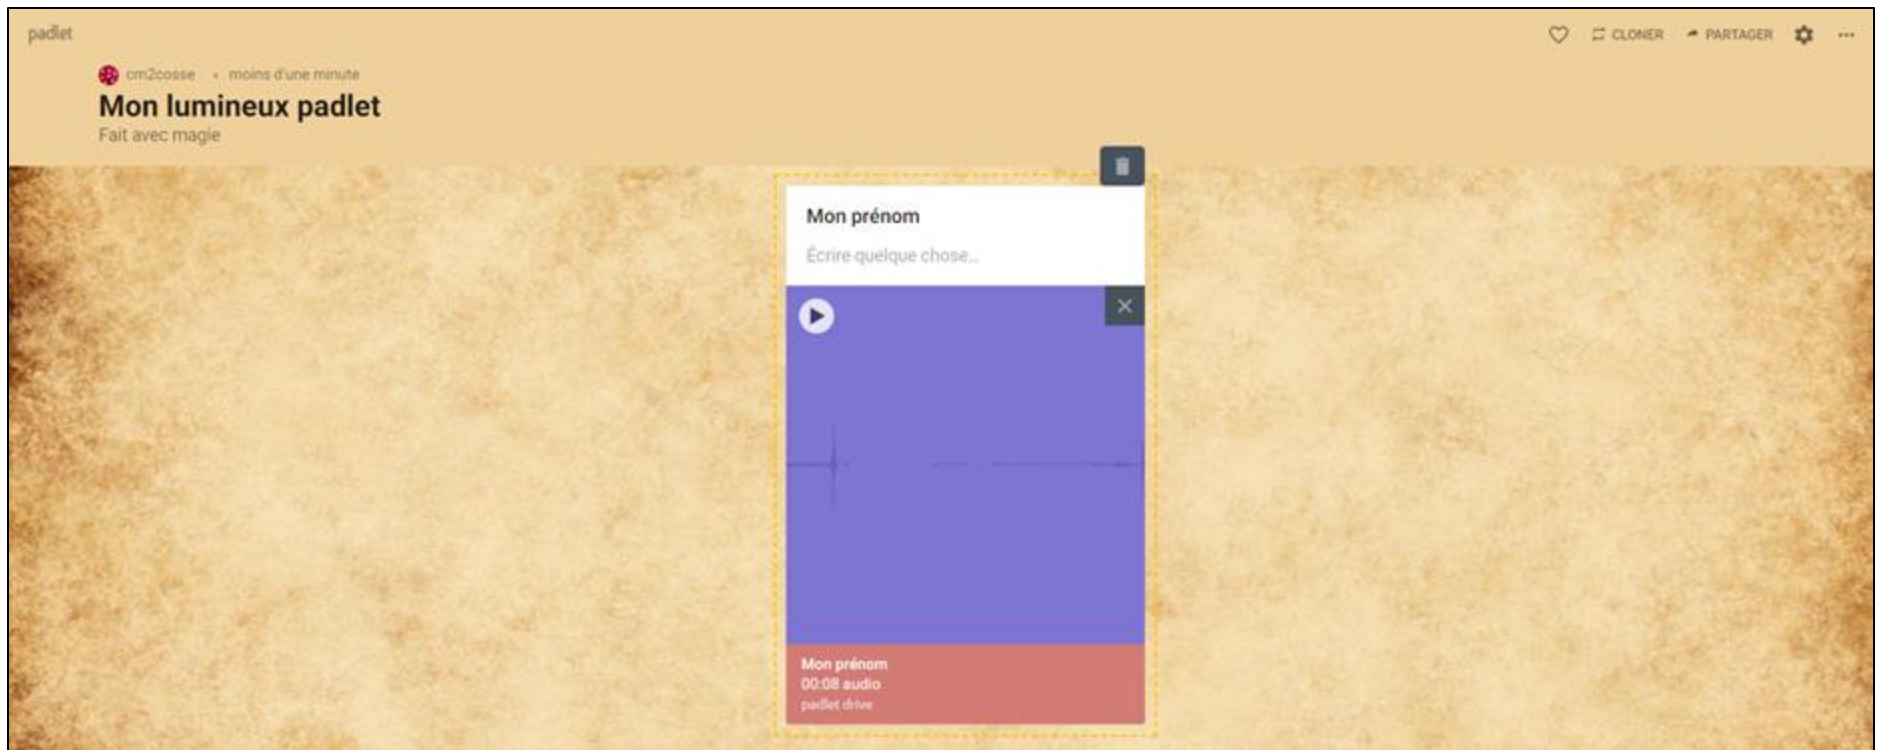 padlet
CLONER PARTAGER
cm2cosse • moins d'une minute
Mon lumineux padlet
Fait avec magie
Mon prénom
Écrire quelque chose...
Mon prénom
00:08 audio
padlet drive